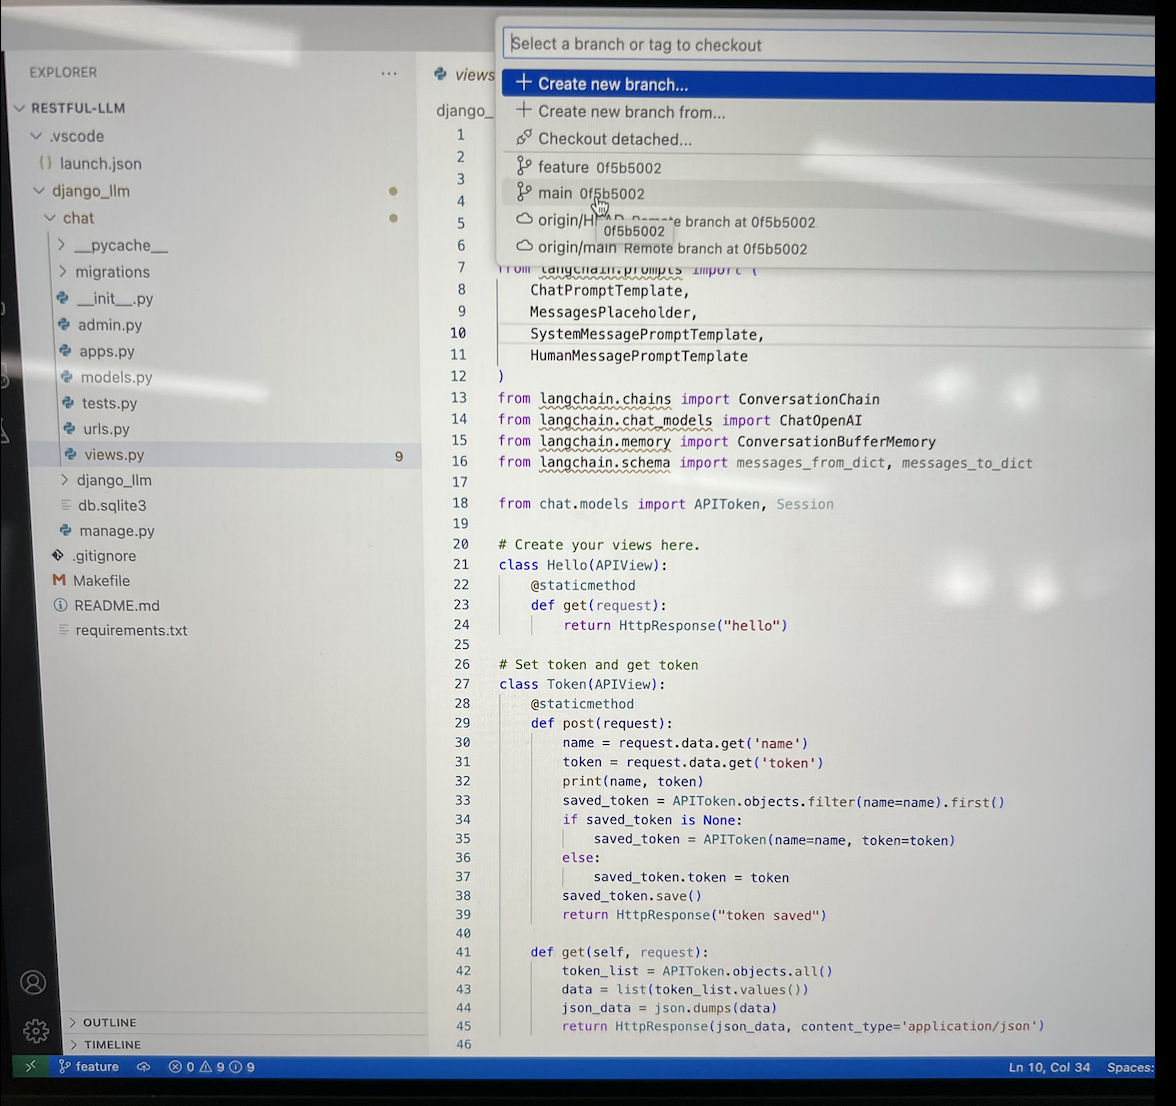 Select a branch or tag to checkout
Create new branch...
Create new branch from...
Checkout detached...
feature 0f5b5002
main 0f5b5002
origin/HEAD Remote branch at 0f5b5002
0f5b5002
origin/main Remote branch at 0f5b5002
EXPLORER
RESTFUL-LLM
.vscode
{} launch.json
django_llm
chat
__pycache__
migrations
__init__.py
admin.py
apps.py
models.py
tests.py
urls.py
views.py 9
django_llm
db.sqlite3
manage.py
.gitignore
M Makefile
README.md
requirements.txt
OUTLINE
TIMELINE
views
django_
1
2
3
4
5
6
7 from langchain.prompts import (
8 ChatPromptTemplate,
9 MessagesPlaceholder,
10 SystemMessagePromptTemplate,
11 HumanMessagePromptTemplate
12 )
13 from langchain.chains import ConversationChain
14 from langchain.chat_models import ChatOpenAI
15 from langchain.memory import ConversationBufferMemory
16 from langchain.schema import messages_from_dict, messages_to_dict
17
18 from chat.models import APIToken, Session
19
20 # Create your views here.
21 class Hello(APIView):
22 @staticmethod
23 def get(request):
24 return HttpResponse("hello")
25
26 # Set token and get token
27 class Token(APIView):
28 @staticmethod
29 def post(request):
30 name = request.data.get('name')
31 token = request.data.get('token')
32 print(name, token)
33 saved_token = APIToken.objects.filter(name=name).first()
34 if saved_token is None:
35 saved_token = APIToken(name=name, token=token)
36 else:
37 saved_token.token = token
38 saved_token.save()
39 return HttpResponse("token saved")
40
41 def get(self, request):
42 token_list = APIToken.objects.all()
43 data = list(token_list.values())
44 json_data = json.dumps(data)
45 return HttpResponse(json_data, content_type='application/json')
46
feature 0 9 9 Ln 10, Col 34 Spaces: